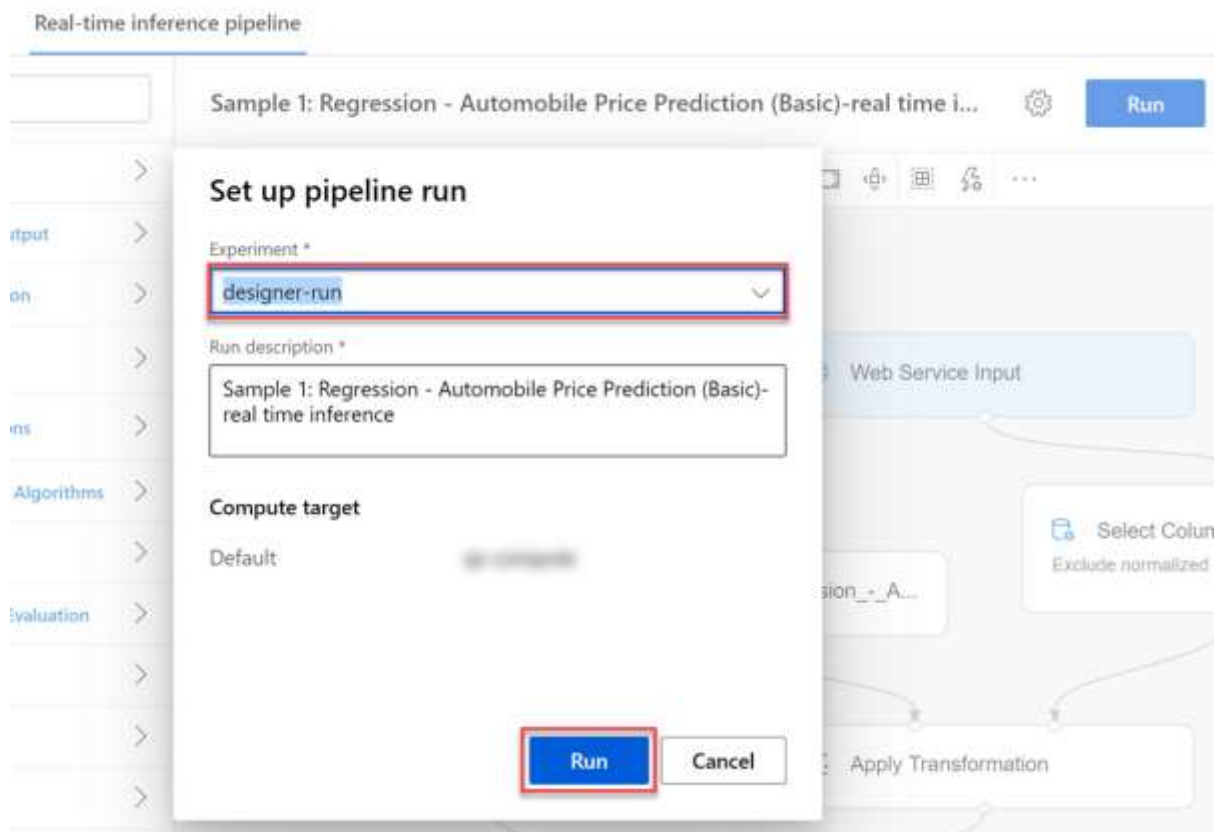 Real-time inference pipeline
Sample 1: Regression - Automobile Price Prediction (Basic)-real time i...
Run
Set up pipeline run
Experiment *
designer-run
Run description *
Sample 1: Regression - Automobile Price Prediction (Basic)-
real time inference
Compute target
Default
Run
Cancel
tput
on
ns
Algorithms
Evaluation
Web Service Input
Select Colun
Exclude normalized
sion_-_A...
Apply Transformation